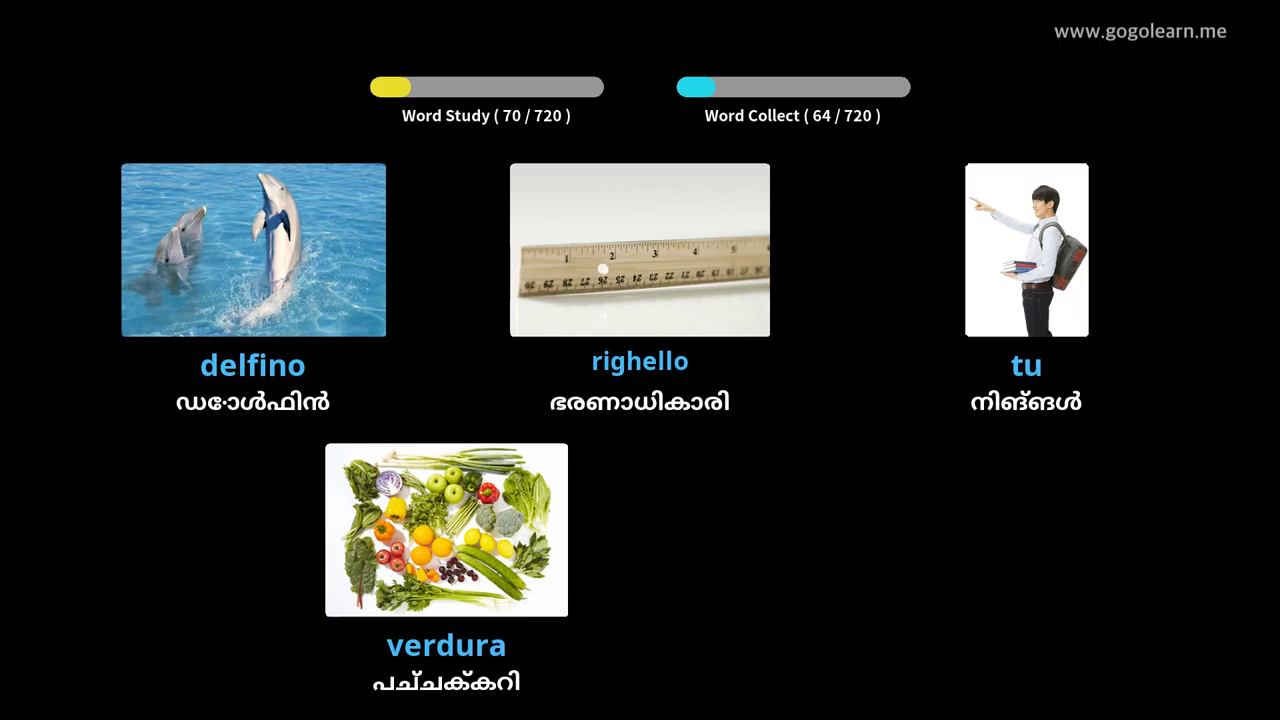 www.gogolearn.me
Word Study ( 70 / 720 )
Word Collect ( 64 / 720 )
delfino
righello
tu
ഡോൾഫിൻ
ഭരണാധികാരി
നിങ്ങൾ
verdura
പച്ചക്കറി